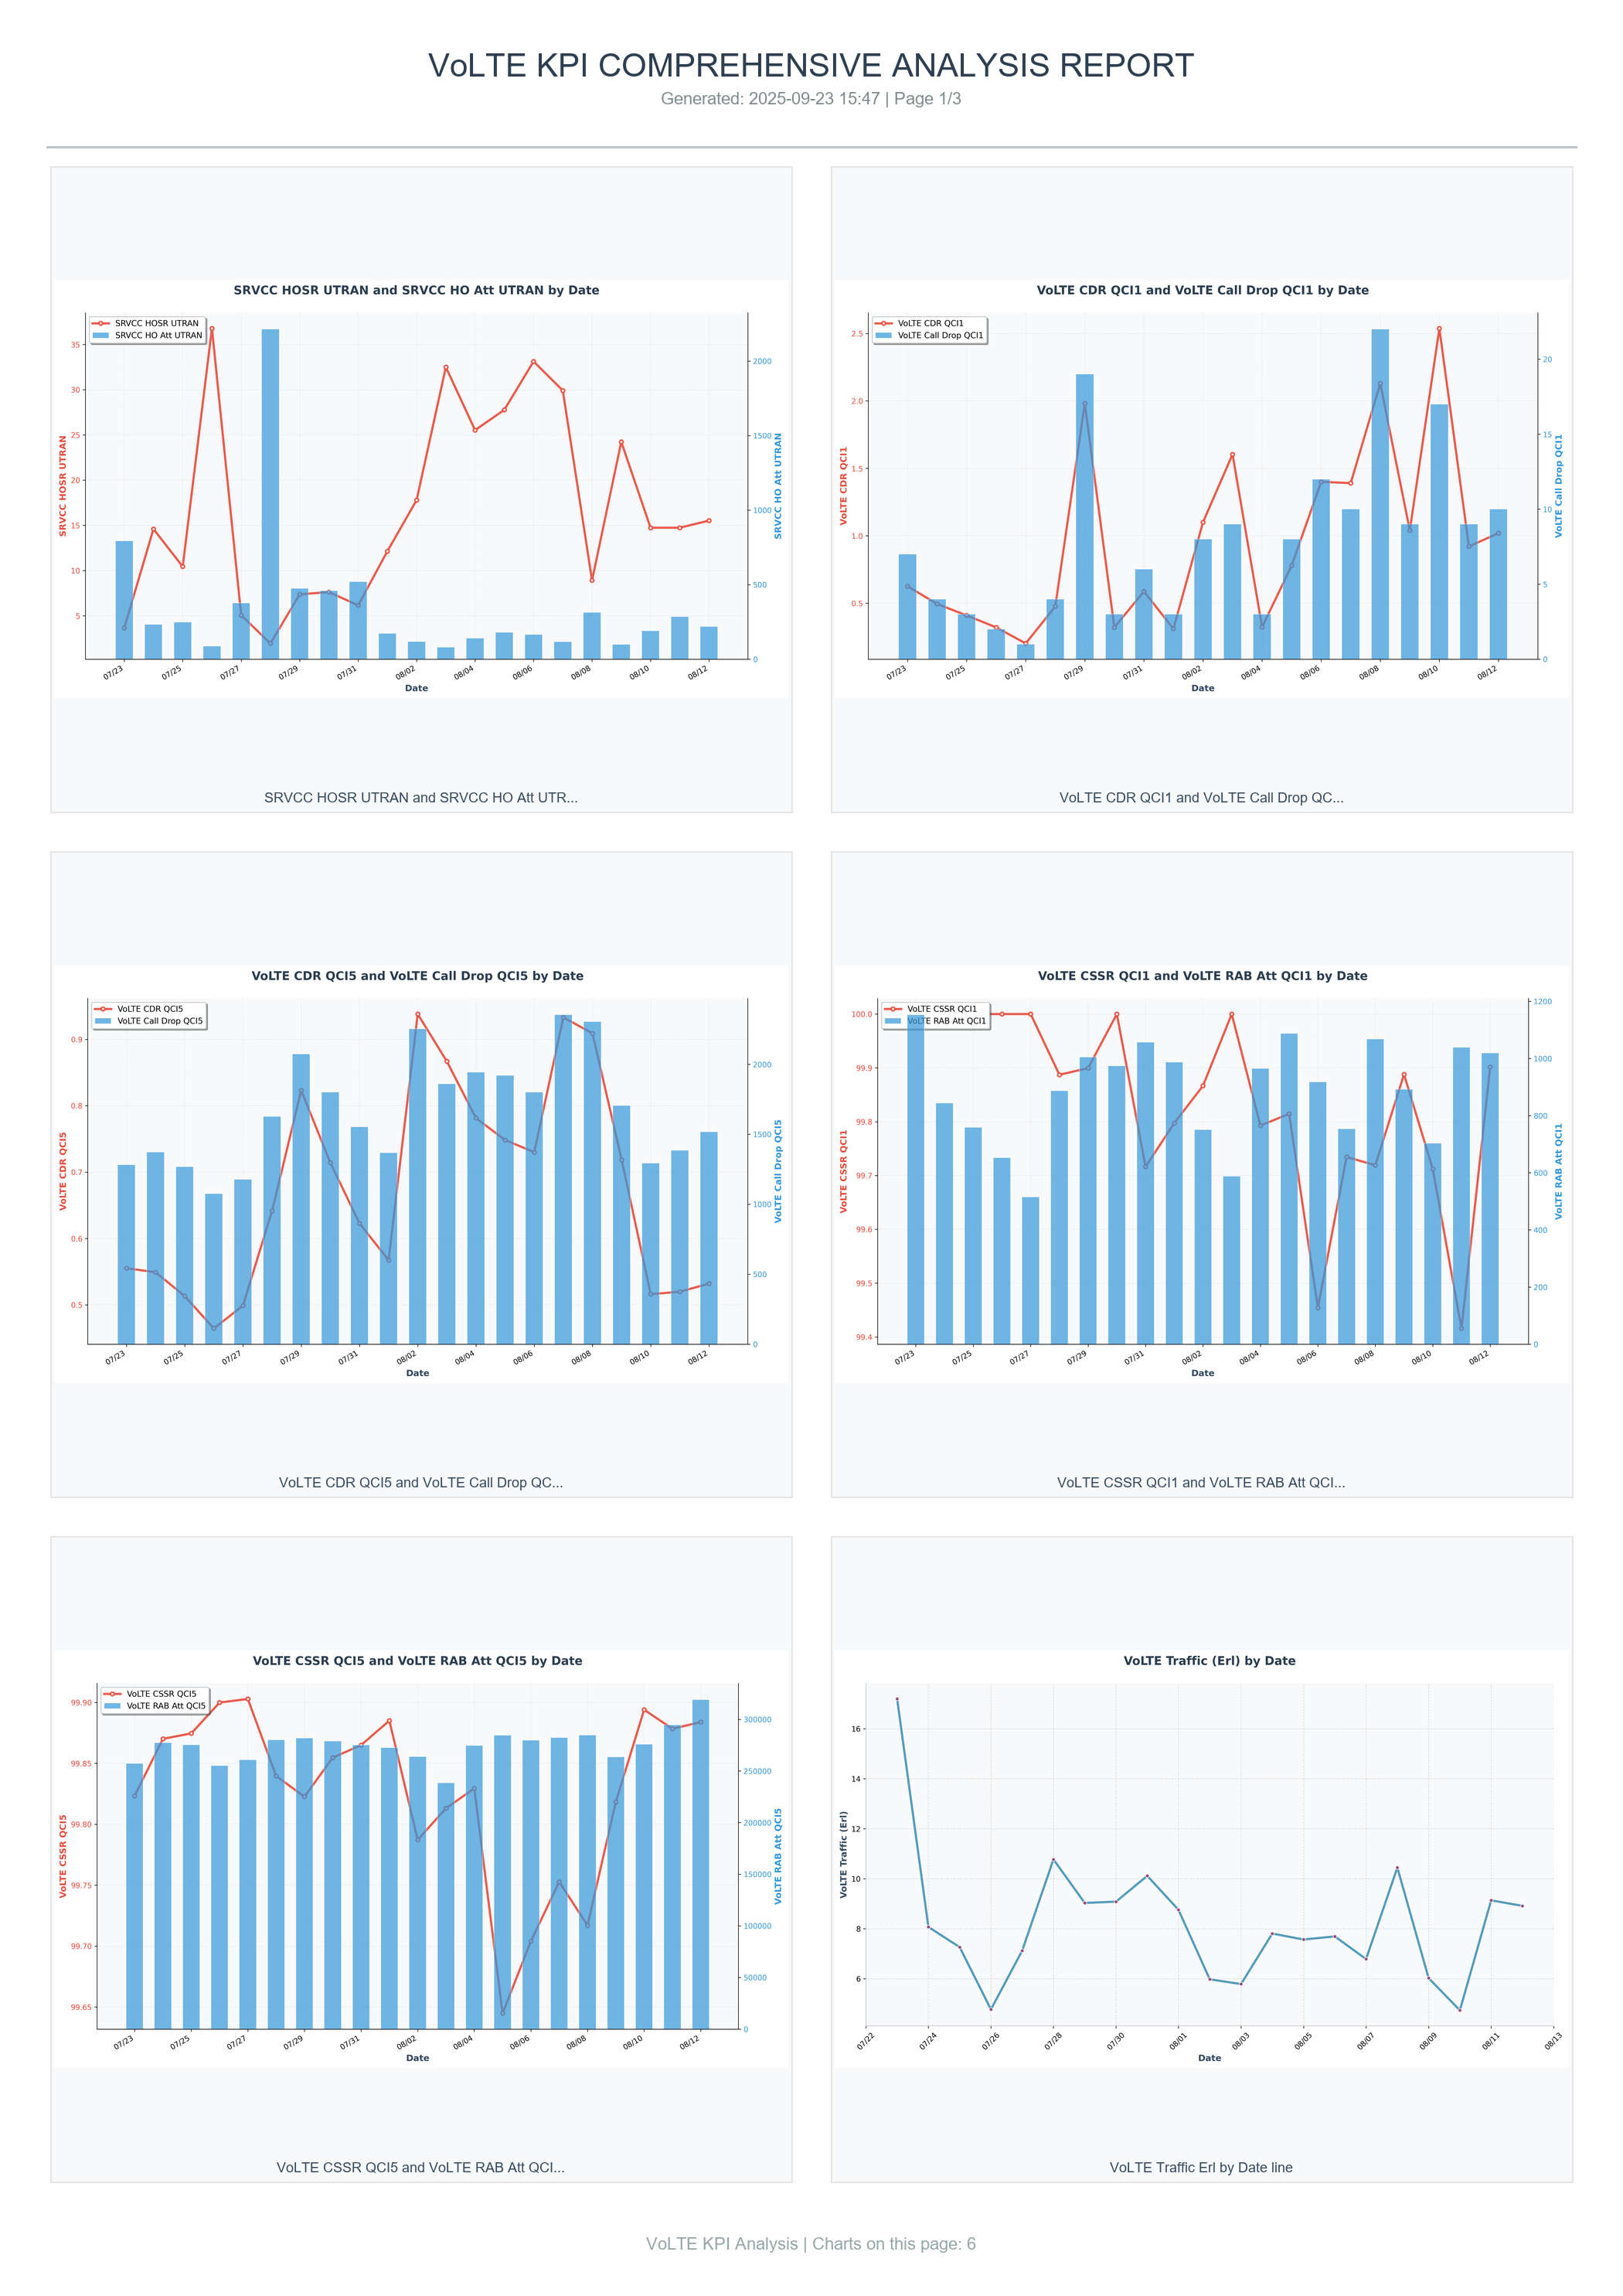 VoLTE KPI COMPREHENSIVE ANALYSIS REPORT
Generated: 2025-09-23 15:47 | Page 1/3
SRVCC HOSR UTRAN and SRVCC HO Att UTRAN by Date
SRVCC HOSR UTRAN
SRVCC HO Att UTRAN
35
30
25
20
15
10
5
SRVCC HOSR UTRAN
2000
1500
1000
500
0
SRVCC HO Att UTRAN
07/23 07/25 07/27 07/29 07/31 08/02 08/04 08/06 08/08 08/10 08/12
Date
SRVCC HOSR UTRAN and SRVCC HO Att UTR...
VoLTE CDR QCI1 and VoLTE Call Drop QCI1 by Date
VoLTE CDR QCI1
VoLTE Call Drop QCI1
2.5
2.0
1.5
1.0
0.5
VoLTE CDR QCI1
20
15
10
5
0
VoLTE Call Drop QCI1
07/23 07/25 07/27 07/29 07/31 08/02 08/04 08/06 08/08 08/10 08/12
Date
VoLTE CDR QCI1 and VoLTE Call Drop QC...
VoLTE CDR QCI5 and VoLTE Call Drop QCI5 by Date
VoLTE CDR QCI5
VoLTE Call Drop QCI5
0.9
0.8
0.7
0.6
0.5
VoLTE CDR QCI5
2000
1500
1000
500
0
VoLTE Call Drop QCI5
07/23 07/25 07/27 07/29 07/31 08/02 08/04 08/06 08/08 08/10 08/12
Date
VoLTE CDR QCI5 and VoLTE Call Drop QC...
VoLTE CSSR QCI1 and VoLTE RAB Att QCI1 by Date
VoLTE CSSR QCI1
VoLTE RAB Att QCI1
100.0
99.9
99.8
99.7
99.6
99.5
99.4
VoLTE CSSR QCI1
1200
1000
800
600
400
200
0
VoLTE RAB Att QCI1
07/23 07/25 07/27 07/29 07/31 08/02 08/04 08/06 08/08 08/10 08/12
Date
VoLTE CSSR QCI1 and VoLTE RAB Att QCI...
VoLTE CSSR QCI5 and VoLTE RAB Att QCI5 by Date
VoLTE CSSR QCI5
VoLTE RAB Att QCI5
99.90
99.85
99.80
99.75
99.70
99.65
VoLTE CSSR QCI5
300000
250000
200000
150000
100000
50000
0
VoLTE RAB Att QCI5
07/23 07/25 07/27 07/29 07/31 08/02 08/04 08/06 08/08 08/10 08/12
Date
VoLTE CSSR QCI5 and VoLTE RAB Att QCI...
VoLTE Traffic (Erl) by Date
16
14
12
10
8
6
VoLTE Traffic (Erl)
07/22 07/24 07/26 07/28 07/30 08/01 08/03 08/05 08/07 08/09 08/11 08/13
Date
VoLTE Traffic Erl by Date line
VoLTE KPI Analysis | Charts on this page: 6